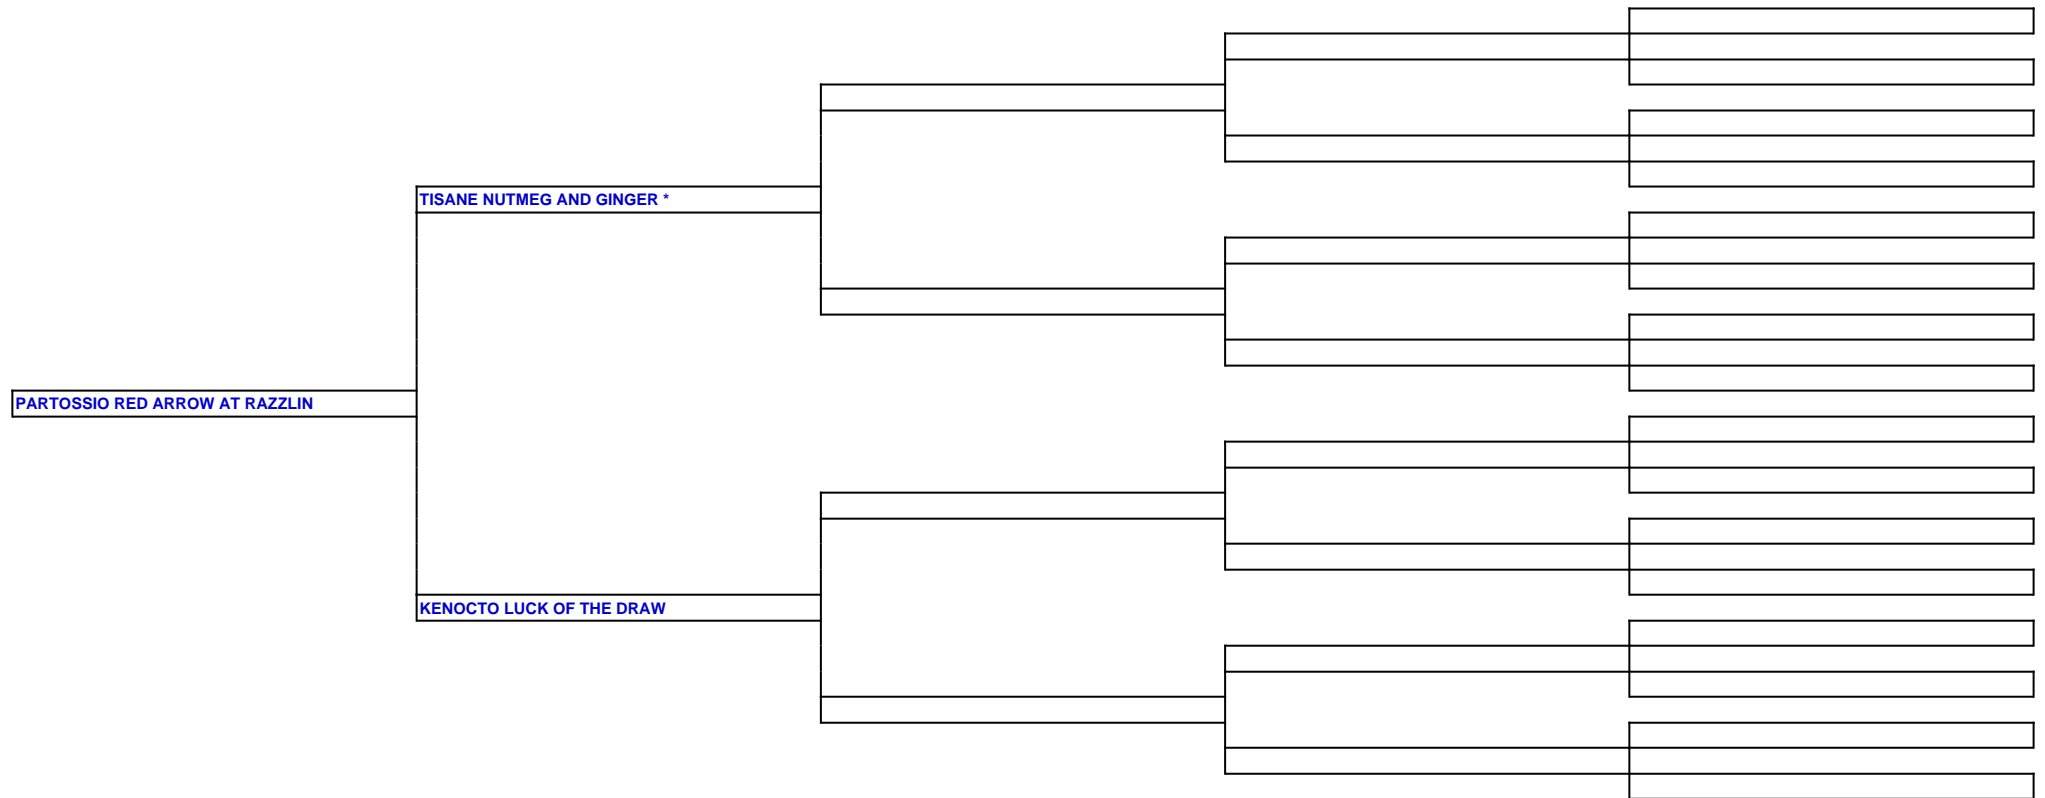 TISANE NUTMEG AND GINGER *
PARTOSSIO RED ARROW AT RAZZLIN
KENOCTO LUCK OF THE DRAW